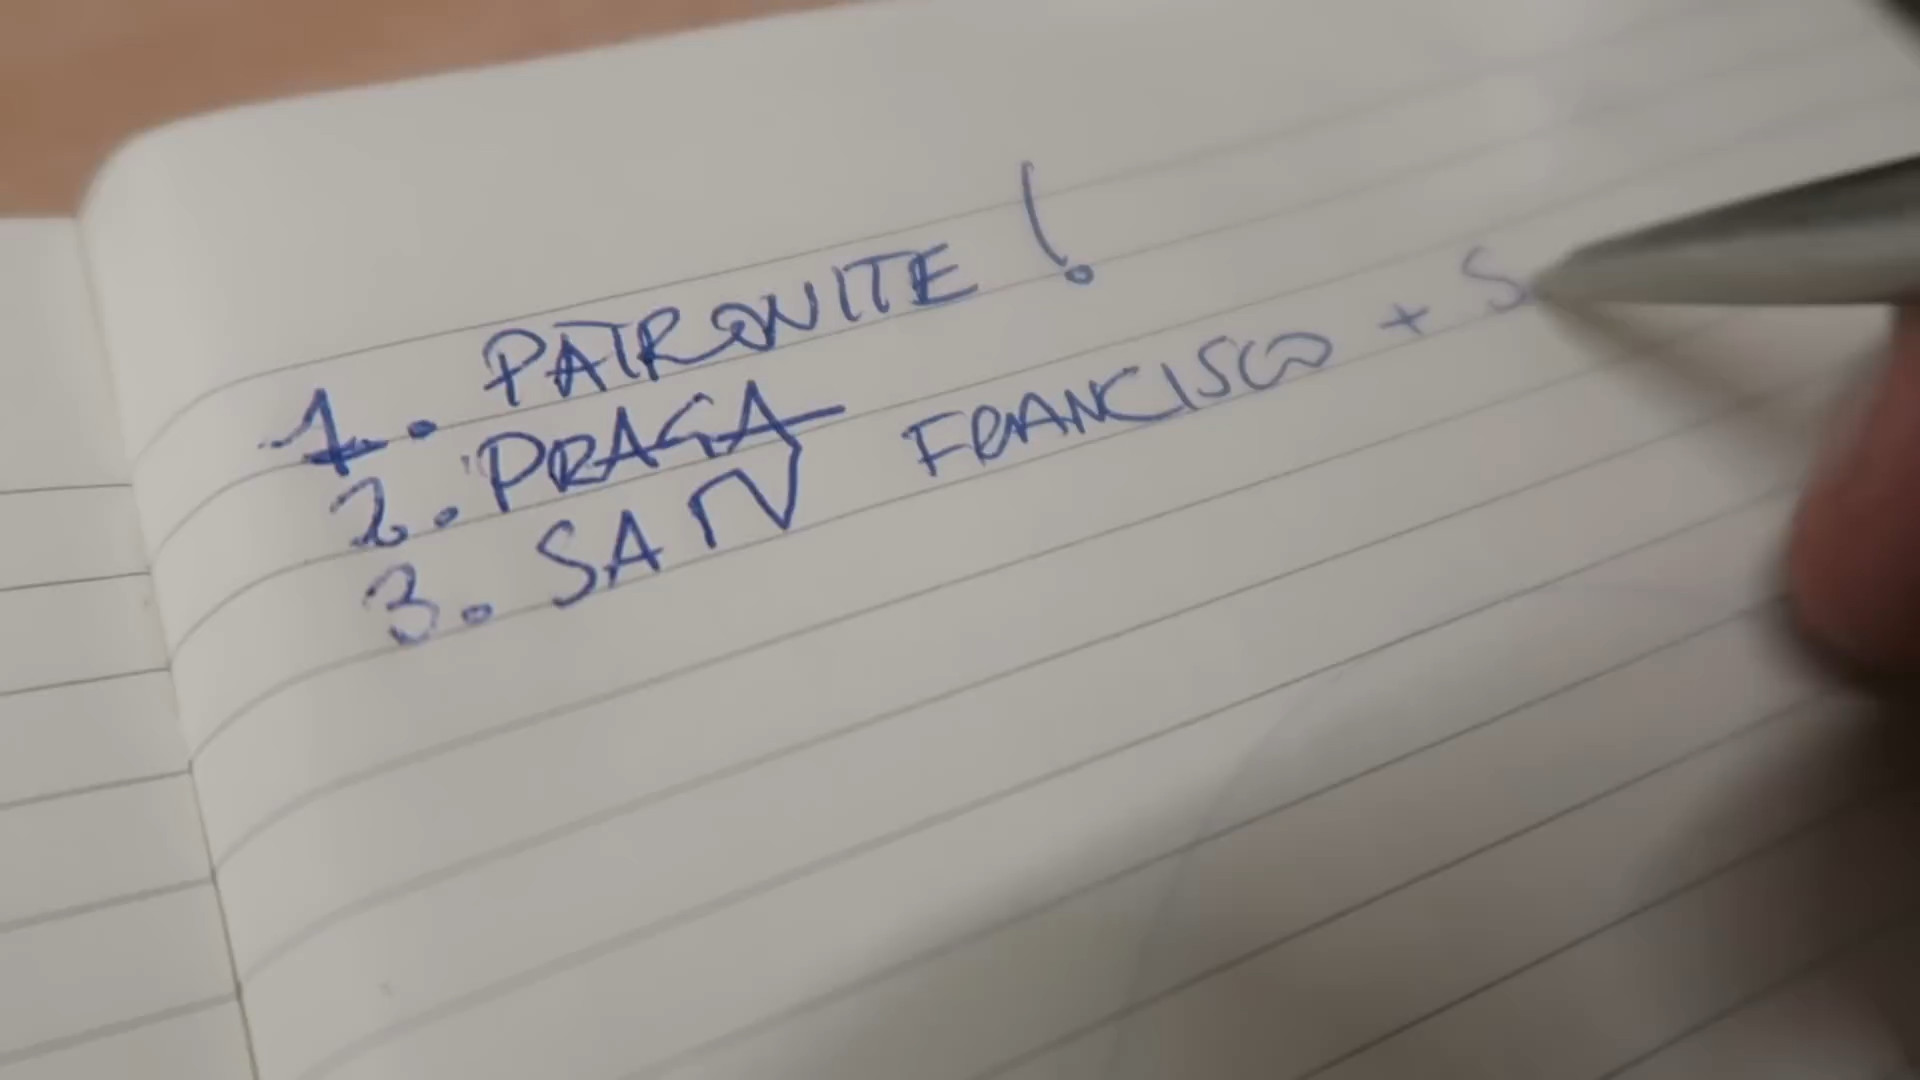 1. PATRONITE!
2. PRAGA
3. SAN FRANCISCO + S